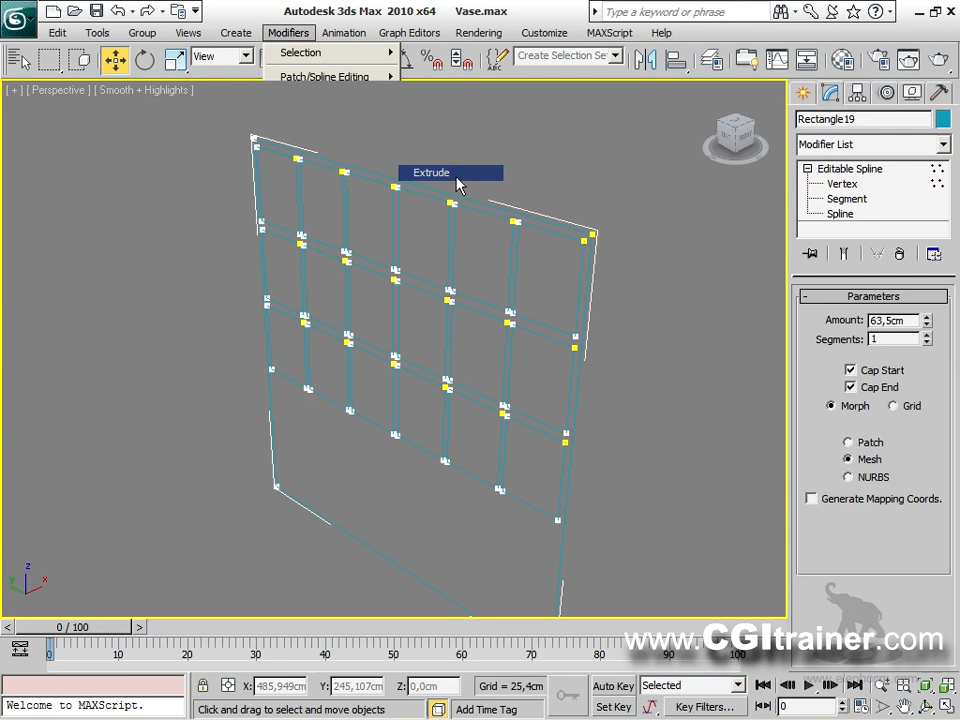 Autodesk 3ds Max 2010 x64 Vase.max
Type a keyword or phrase
Edit Tools Group Views Create Modifiers Animation Graph Editors Rendering Customize MAXScript Help
View
Selection
Create Selection Se
Patch/Spline Editing
[ + ] [ Perspective ] [ Smooth + Highlights ]
Extrude
Rectangle19
Modifier List
Editable Spline
Vertex
Segment
Spline
Parameters
Amount: 63,5cm
Segments: 1
Cap Start
Cap End
Morph Grid
Patch
Mesh
NURBS
Generate Mapping Coords.
z
x
y
0 / 100
0 10 20 30 40 50 60 70 80 90
www.CGItrainer.com
X: 485,949cm Y: 245,107cm Z: 0,0cm Grid = 25,4cm
Auto Key Selected
Welcome to MAXScript.
Click and drag to select and move objects
Add Time Tag
Set Key Key Filters...
0